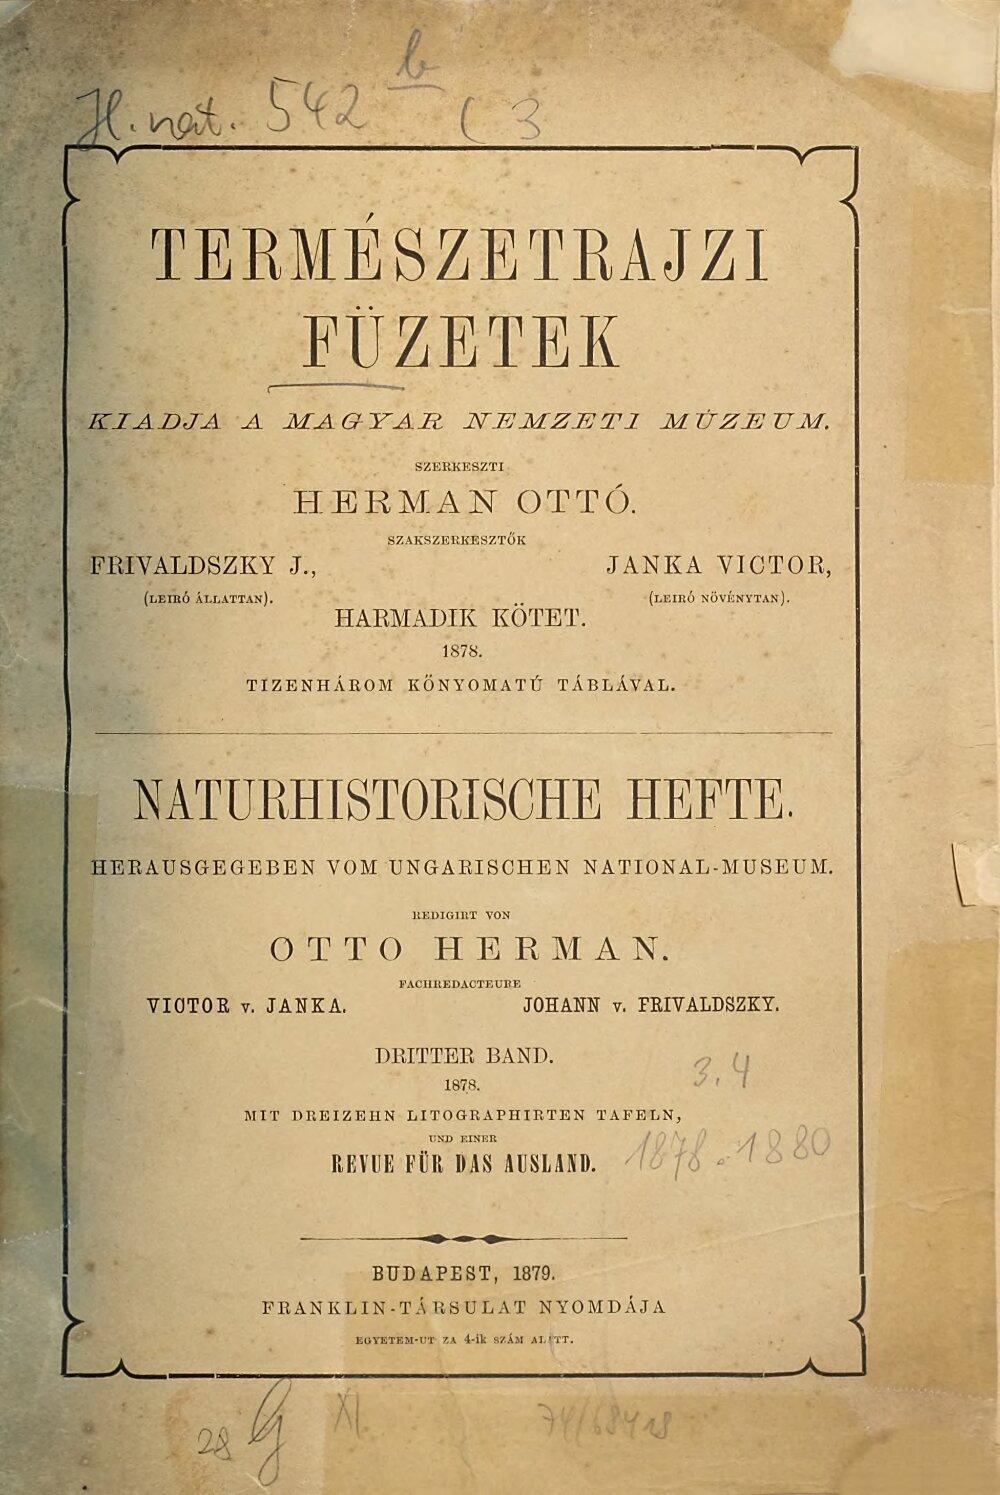 H. nat. 542 b
( 3
TERMÉSZETRAJZI
FÜZETEK
KIADJA A MAGYAR NEMZETI MÚZEUM.
SZERKESZTI
HERMAN OTTÓ.
SZAKSZERKESZTŐK
FRIVALDSZKY J., JANKA VICTOR,
(LEIRÓ ÁLLATTAN). (LEIRÓ NÖVÉNYTAN).
HARMADIK KÖTET.
1878.
TIZENHÁROM KŐNYOMATÚ TÁBLÁVAL.
NATURHISTORISCHE HEFTE.
HERAUSGEGEBEN VOM UNGARISCHEN NATIONAL-MUSEUM.
REDIGIRT VON
OTTO HERMAN.
FACHREDACTEURE
VICTOR v. JANKA. JOHANN v. FRIVALDSZKY.
DRITTER BAND.
1878.
3.4
MIT DREIZEHN LITOGRAPHIRTEN TAFELN,
UND EINER
REVUE FÜR DAS AUSLAND.
1878. 1880
BUDAPEST, 1879.
FRANKLIN-TÁRSULAT NYOMDÁJA
EGYETEM-UT ZA 4-ik SZÁM ALATT.
28 G XI.